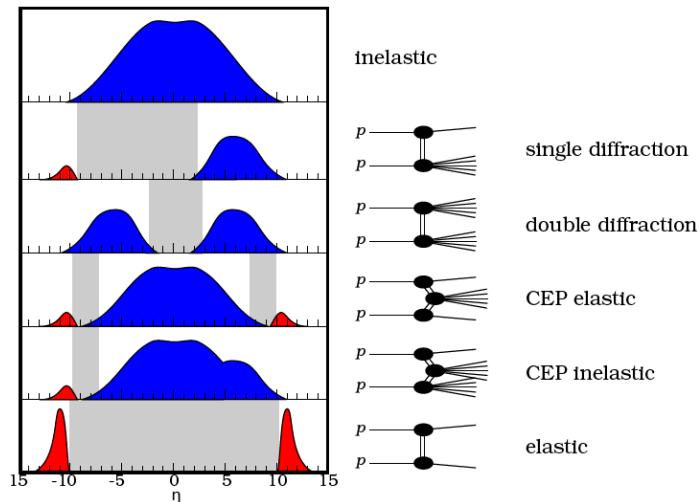 inelastic
p
p
single diffraction
p
p
double diffraction
p
p
CEP elastic
p
p
CEP inelastic
p
p
elastic
15 -10 -5 0 5 10 15
η